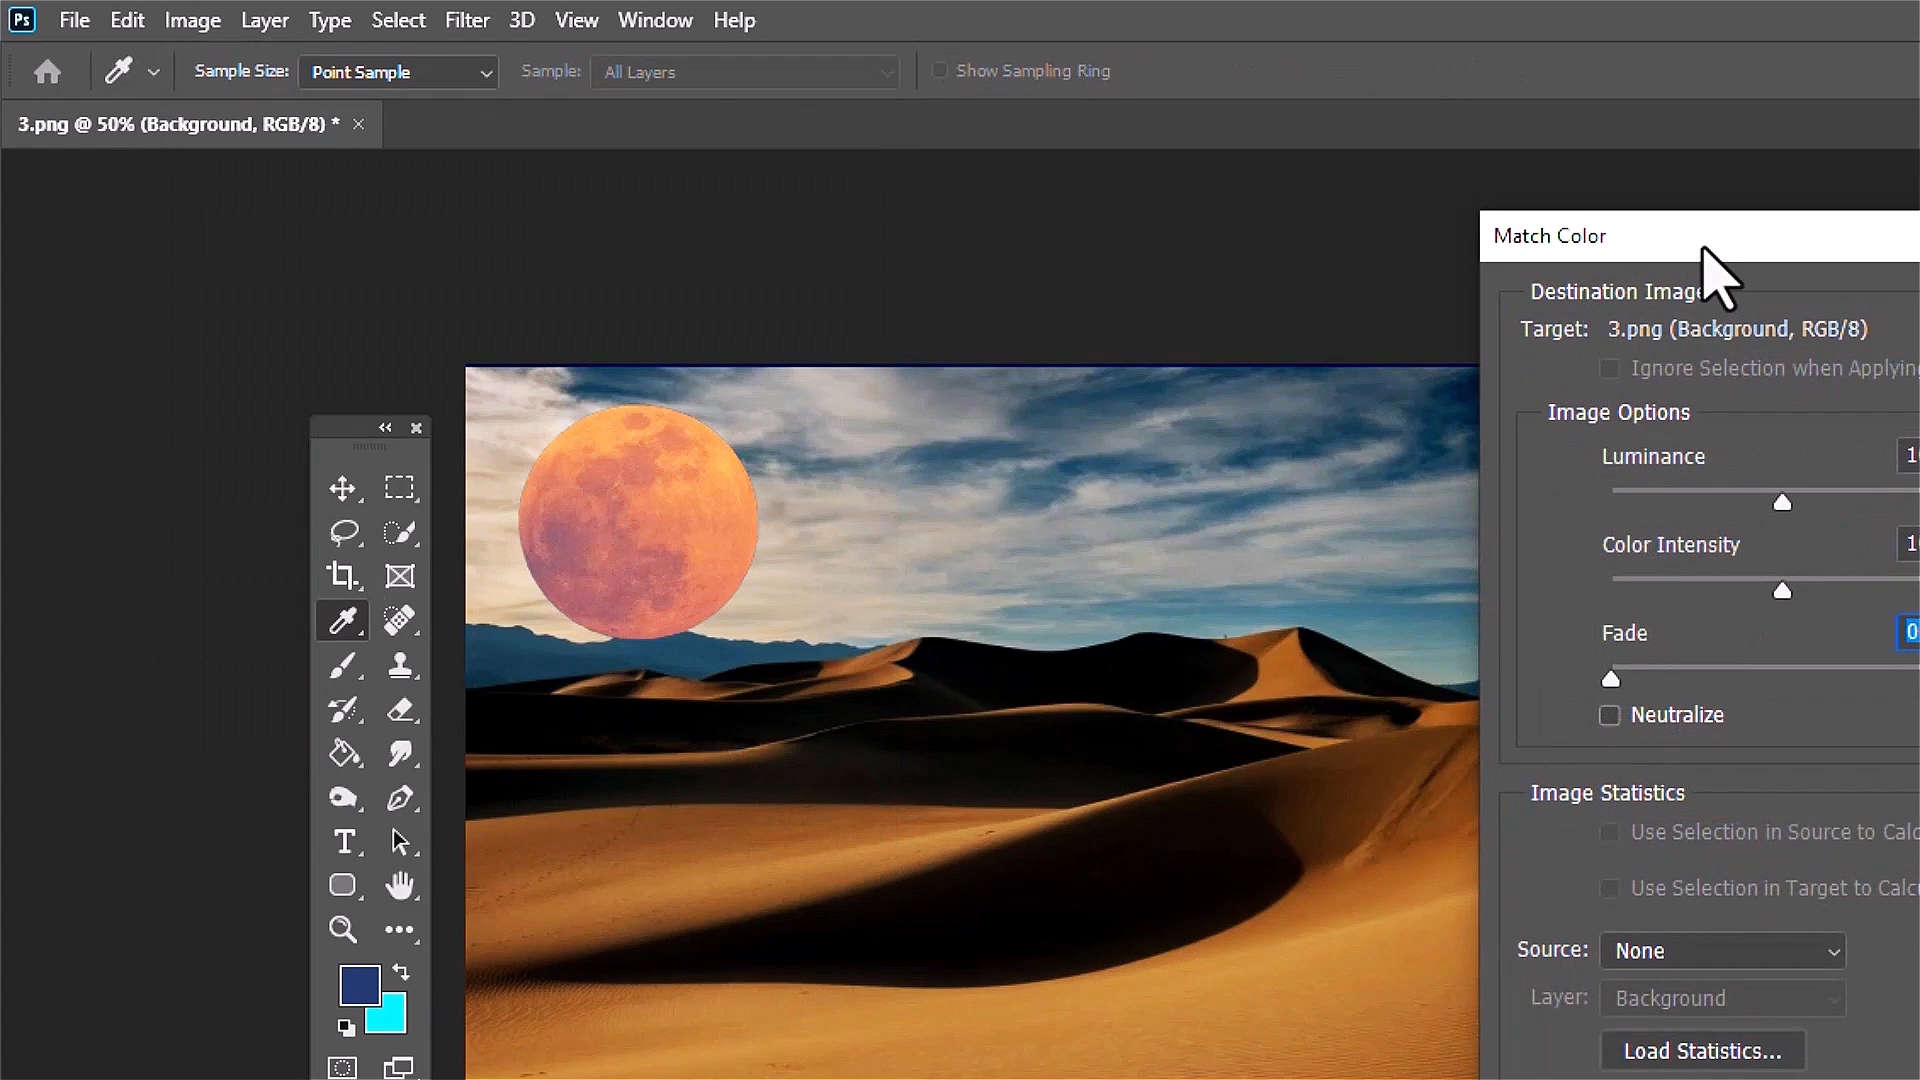 Ps File Edit Image Layer Type Select Filter 3D View Window Help
Sample Size: Point Sample Sample: All Layers Show Sampling Ring
3.png @ 50% (Background, RGB/8) * ×
Match Color
Destination Image
Target: 3.png (Background, RGB/8)
Ignore Selection when Applying
Image Options
Luminance
Color Intensity
Fade 0
Neutralize
Image Statistics
Use Selection in Source to
Use Selection in Target to
Source: None
Layer: Background
Load Statistics...